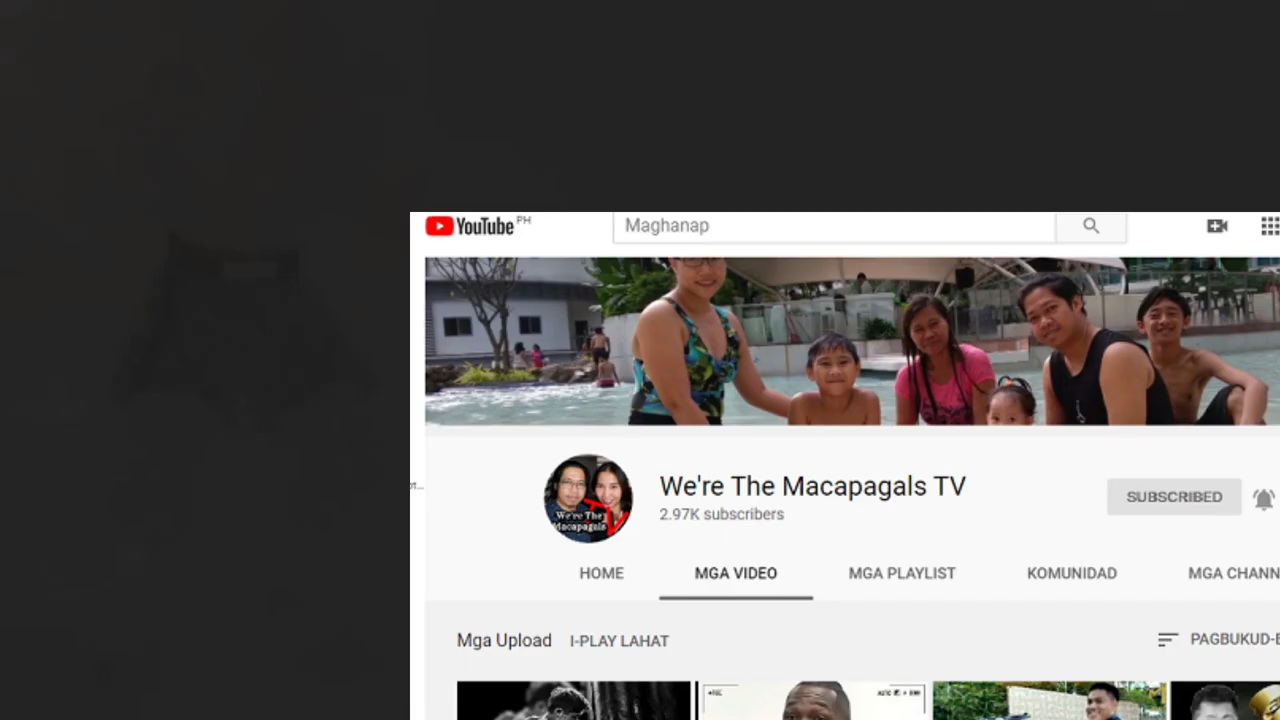 YouTube PH
Maghanap
We're The
Macapagals
TV
We're The Macapagals TV
2.97K subscribers
SUBSCRIBED
HOME
MGA VIDEO
MGA PLAYLIST
KOMUNIDAD
MGA CHANN
Mga Upload
I-PLAY LAHAT
PAGBUKUD-B